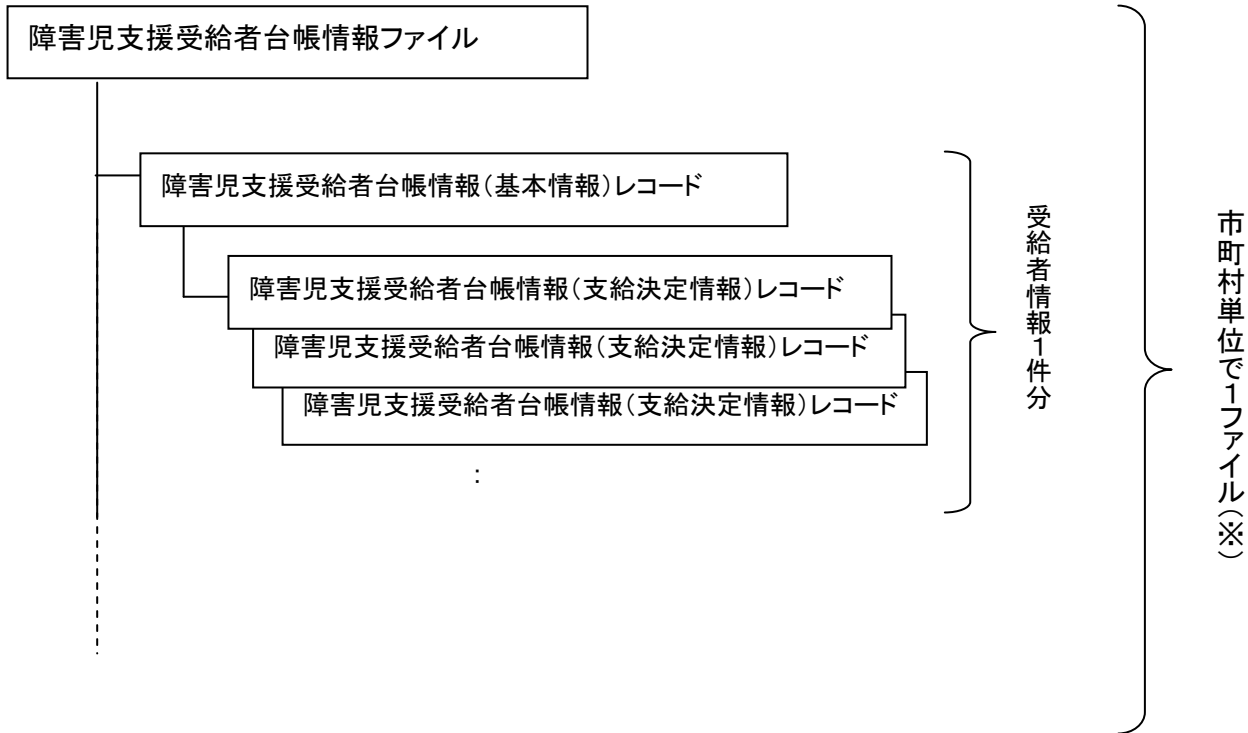 障害児支援受給者台帳情報ファイル
障害児支援受給者台帳情報(基本情報)レコード
障害児支援受給者台帳情報(支給決定情報)レコード
障害児支援受給者台帳情報(支給決定情報)レコード
障害児支援受給者台帳情報(支給決定情報)レコード
:
受給者情報1件分
市町村単位で1ファイル(※)